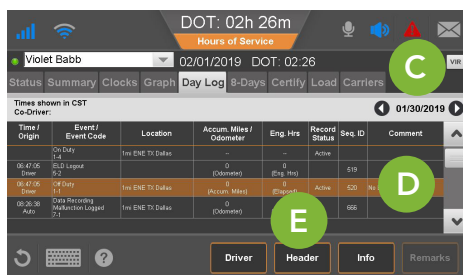 DOT: 02h 26m
Hours of Service
Violet Babb 02/01/2019 DOT: 02:26 VIR
C
Status Summary Clocks Graph Day Log 8-Days Certify Load Carriers
Times shown in CST
Co-Driver:
01/30/2019
Time / Origin Event / Event Code Location Accum. Miles / Odometer Eng. Hrs Record Status Seq. ID Comment
On Duty 1-4 1mi ENE TX Dallas -- -- Active
06:47:05 Driver ELD Logout 5-2 0 (Odometer) 0 (Eng. Hrs) 519
06:47:05 Driver Off Duty 1-1 1mi ENE TX Dallas 0 (Accum. Miles) 0 (Elapsed) Active 520
D
08:26:38 Auto Data Recording Malfunction Logged 7-1 1mi ENE TX Dallas 0 (Odometer) 0 666
E
? Driver Header Info Remarks